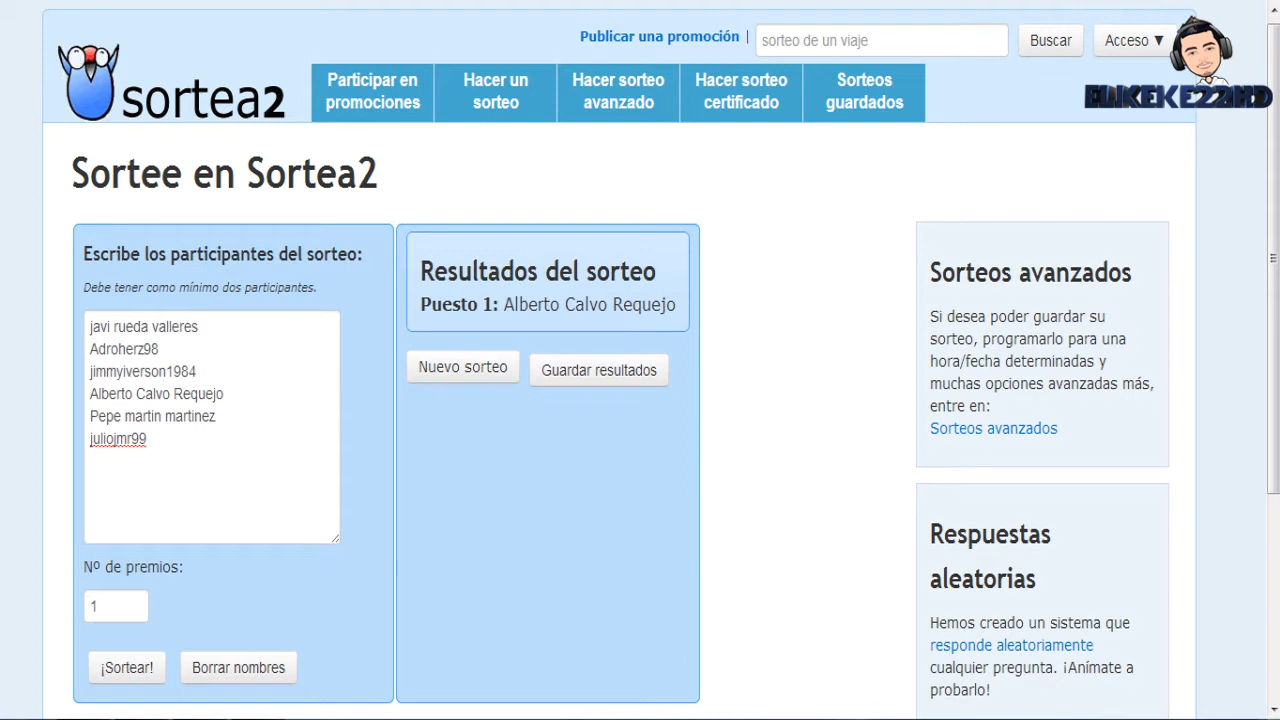 Publicar una promoción |
sorteo de un viaje
Buscar
Acceso ▼
sortea2
Participar en
promociones
Hacer un
sorteo
Hacer sorteo
avanzado
Hacer sorteo
certificado
Sorteos
guardados
Sortee en Sortea2
Escribe los participantes del sorteo:
Debe tener como mínimo dos participantes.
javi rueda valleres
Adroherz98
jimmyiverson1984
Alberto Calvo Requejo
Pepe martin martinez
juliojmr99
Nº de premios:
1
¡Sortear!
Borrar nombres
Resultados del sorteo
Puesto 1: Alberto Calvo Requejo
Nuevo sorteo
Guardar resultados
Sorteos avanzados
Si desea poder guardar su
sorteo, programarlo para una
hora/fecha determinadas y
muchas opciones avanzadas más,
entre en:
Sorteos avanzados
Respuestas
aleatorias
Hemos creado un sistema que
responde aleatoriamente
cualquier pregunta. ¡Anímate a
probarlo!